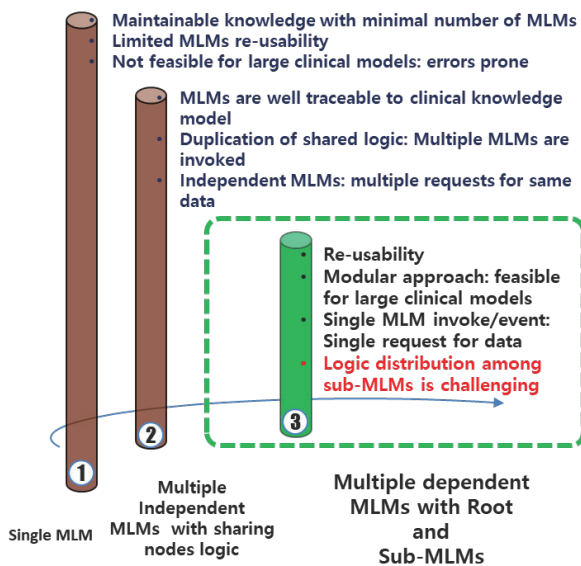 Maintainable knowledge with minimal number of MLMs
Limited MLMs re-usability
Not feasible for large clinical models: errors prone
MLMs are well traceable to clinical knowledge
model
Duplication of shared logic: Multiple MLMs are
invoked
Independent MLMs: multiple requests for same
data
Re-usability
Modular approach: feasible
for large clinical models
Single MLM invoke/event:
Single request for data
Logic distribution among
sub-MLMs is challenging
1
2
3
Single MLM
Multiple
Independent
MLMs with sharing
nodes logic
Multiple dependent
MLMs with Root
and
Sub-MLMs